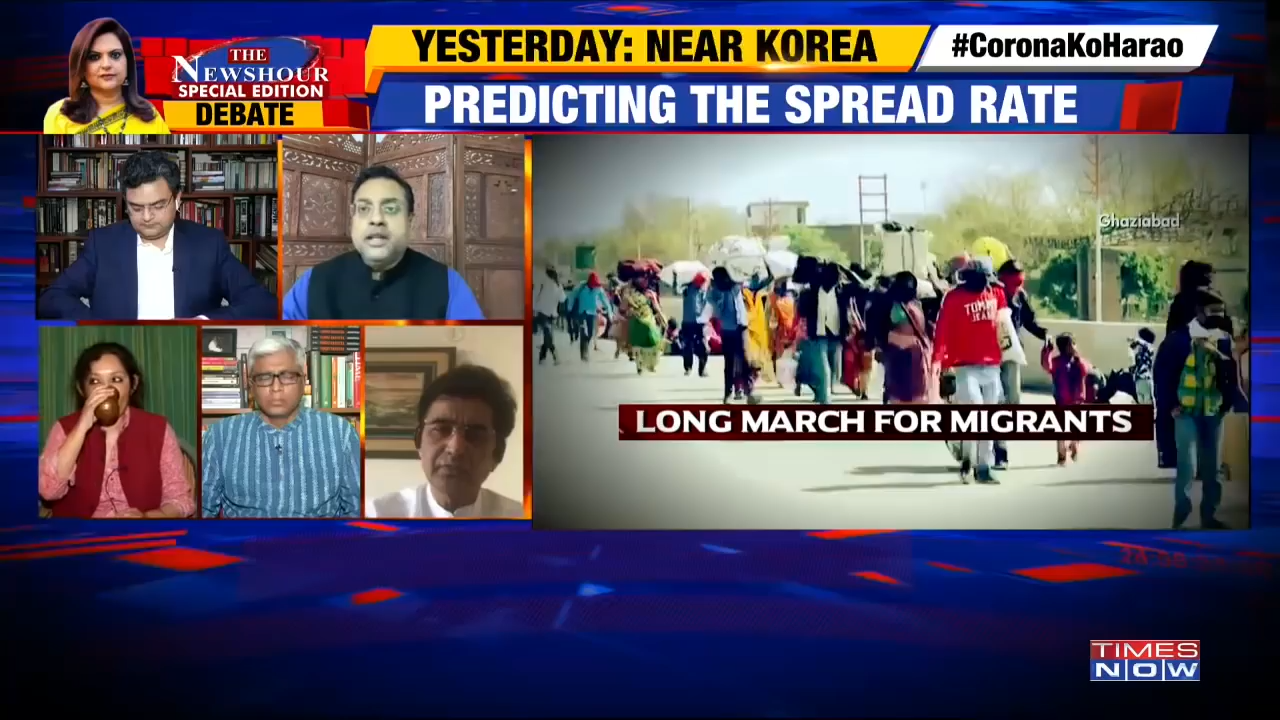 THE
NEWSHOUR
SPECIAL EDITION
DEBATE
YESTERDAY: NEAR KOREA
#CoronaKoHarao
PREDICTING THE SPREAD RATE
Ghaziabad
TOMMY
JEANS
LONG MARCH FOR MIGRANTS
TIMES
NOW